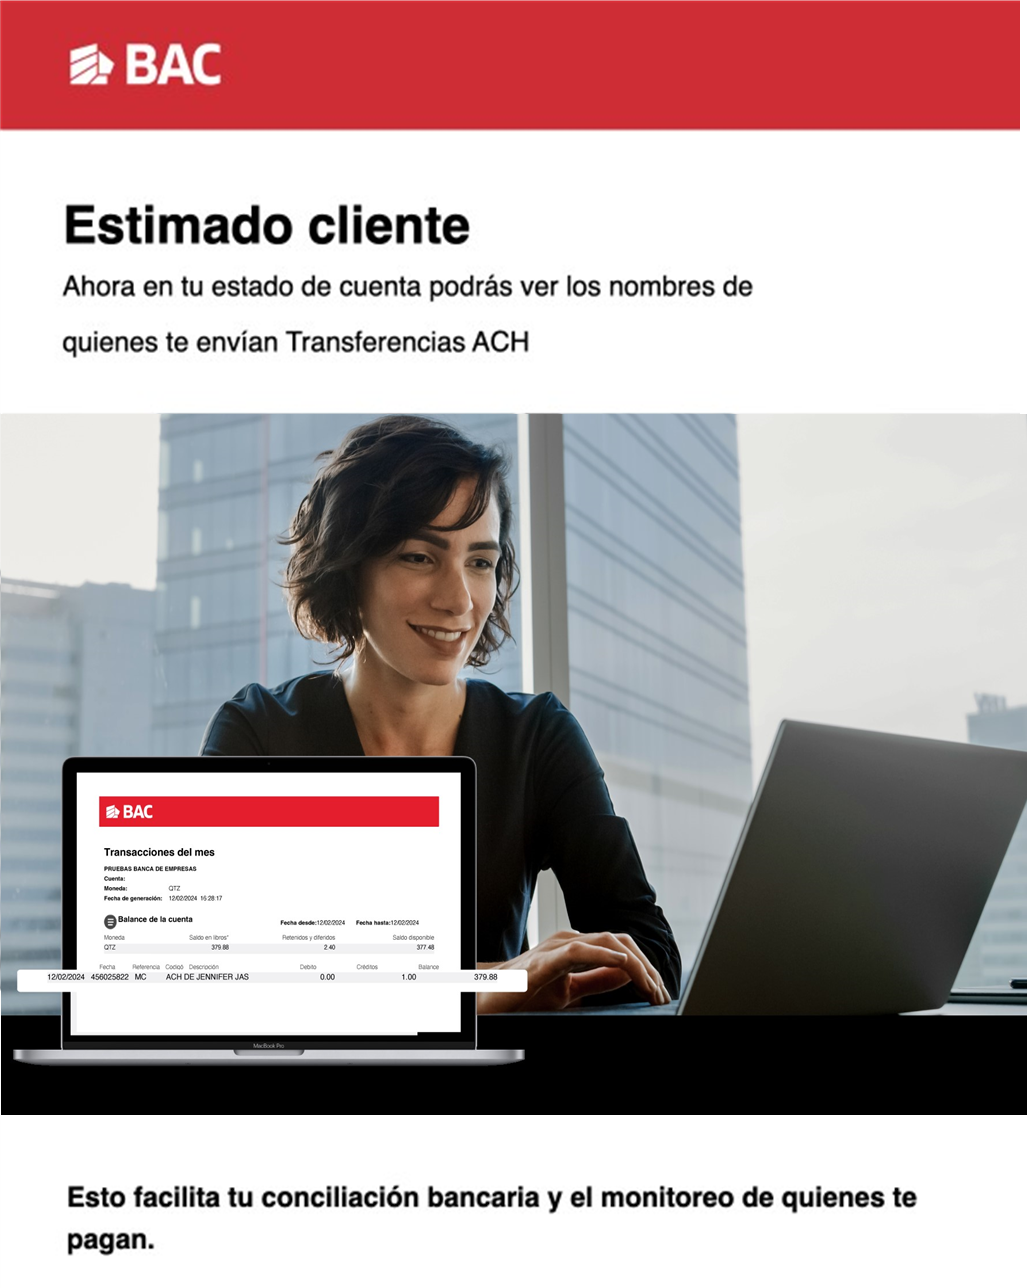 BAC
Estimado cliente
Ahora en tu estado de cuenta podrás ver los nombres de
quienes te envían Transferencias ACH
BAC
Transacciones del mes
PRUEBAS BANCA DE EMPRESAS
Cuenta:
Moneda: QTZ
Fecha de generación: 12/02/2024 16:28:17
Balance de la cuenta Fecha desde:12/02/2024 Fecha hasta:12/02/2024
Moneda Saldo en libros* Retenidos y diferidos Saldo disponible
QTZ 379.88 2.40 377.48
Fecha Referencia Codigó Descripción Debito Créditos Balance
12/02/2024 456025822 MC ACH DE JENNIFER JAS 0.00 1.00 379.88
MacBook Pro
Esto facilita tu conciliación bancaria y el monitoreo de quienes te
pagan.